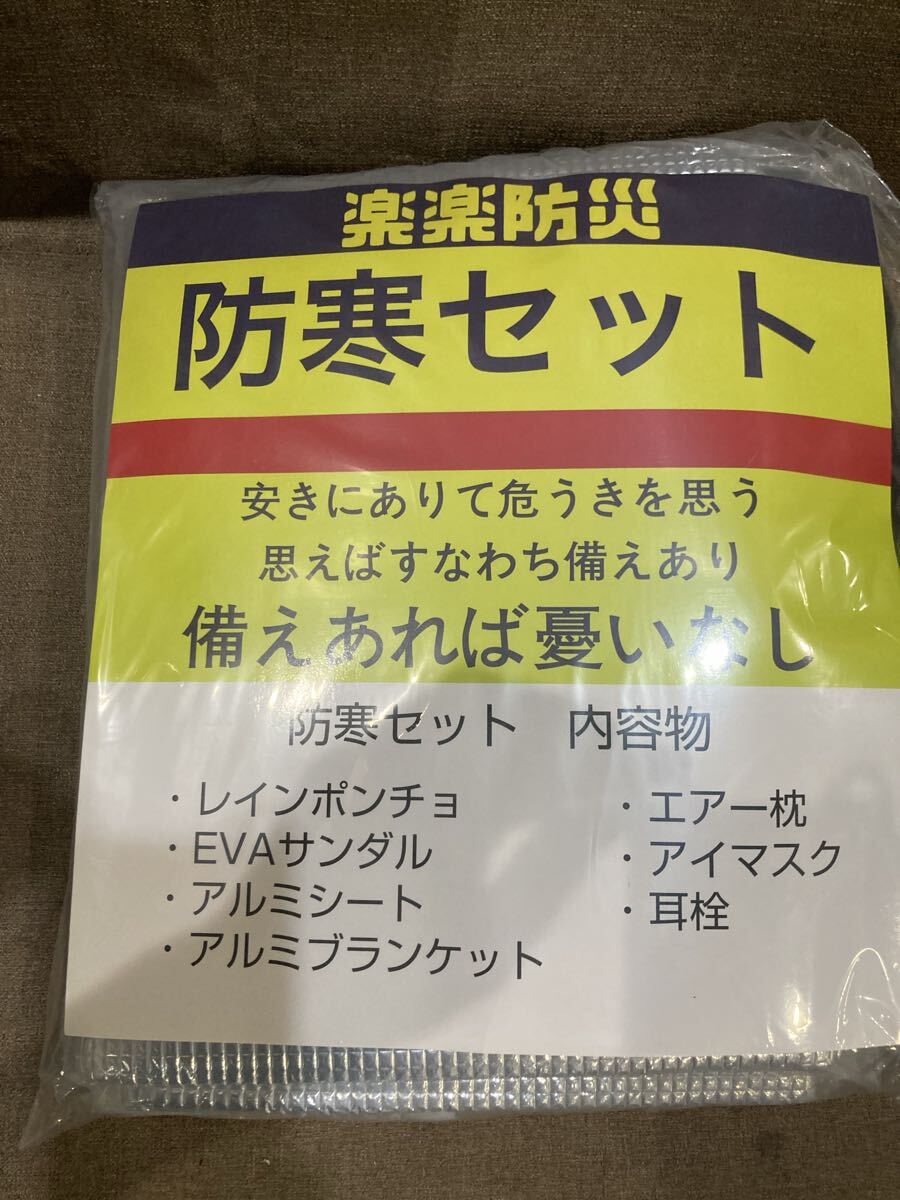 楽楽防災
防寒セット
安きにありて危うきを思う
思えばすなわち備えあり
備えあれば憂いなし
防寒セット　内容物
・レインポンチョ
・EVAサンダル
・アルミシート
・アルミブランケット
・エアー枕
・アイマスク
・耳栓